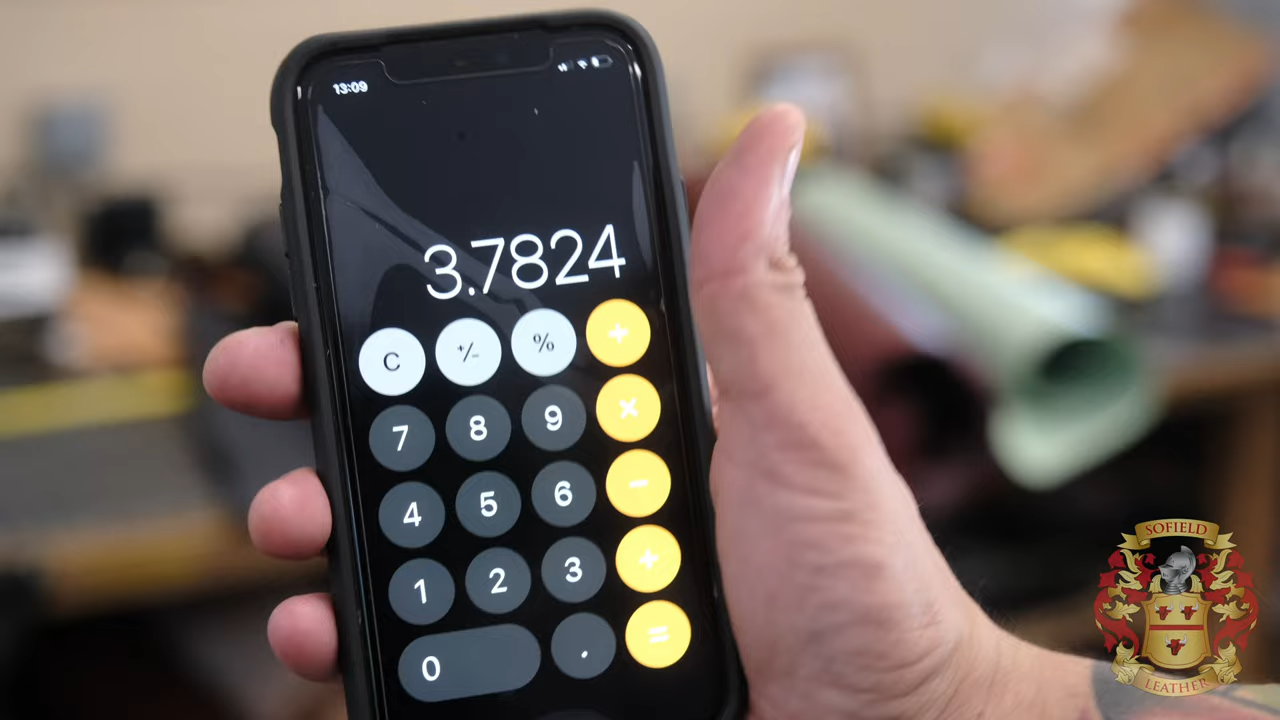 13:09
3.7824
C +/- % ÷
7 8 9 ×
4 5 6 −
1 2 3 +
0 . =
SOFIELD
LEATHER